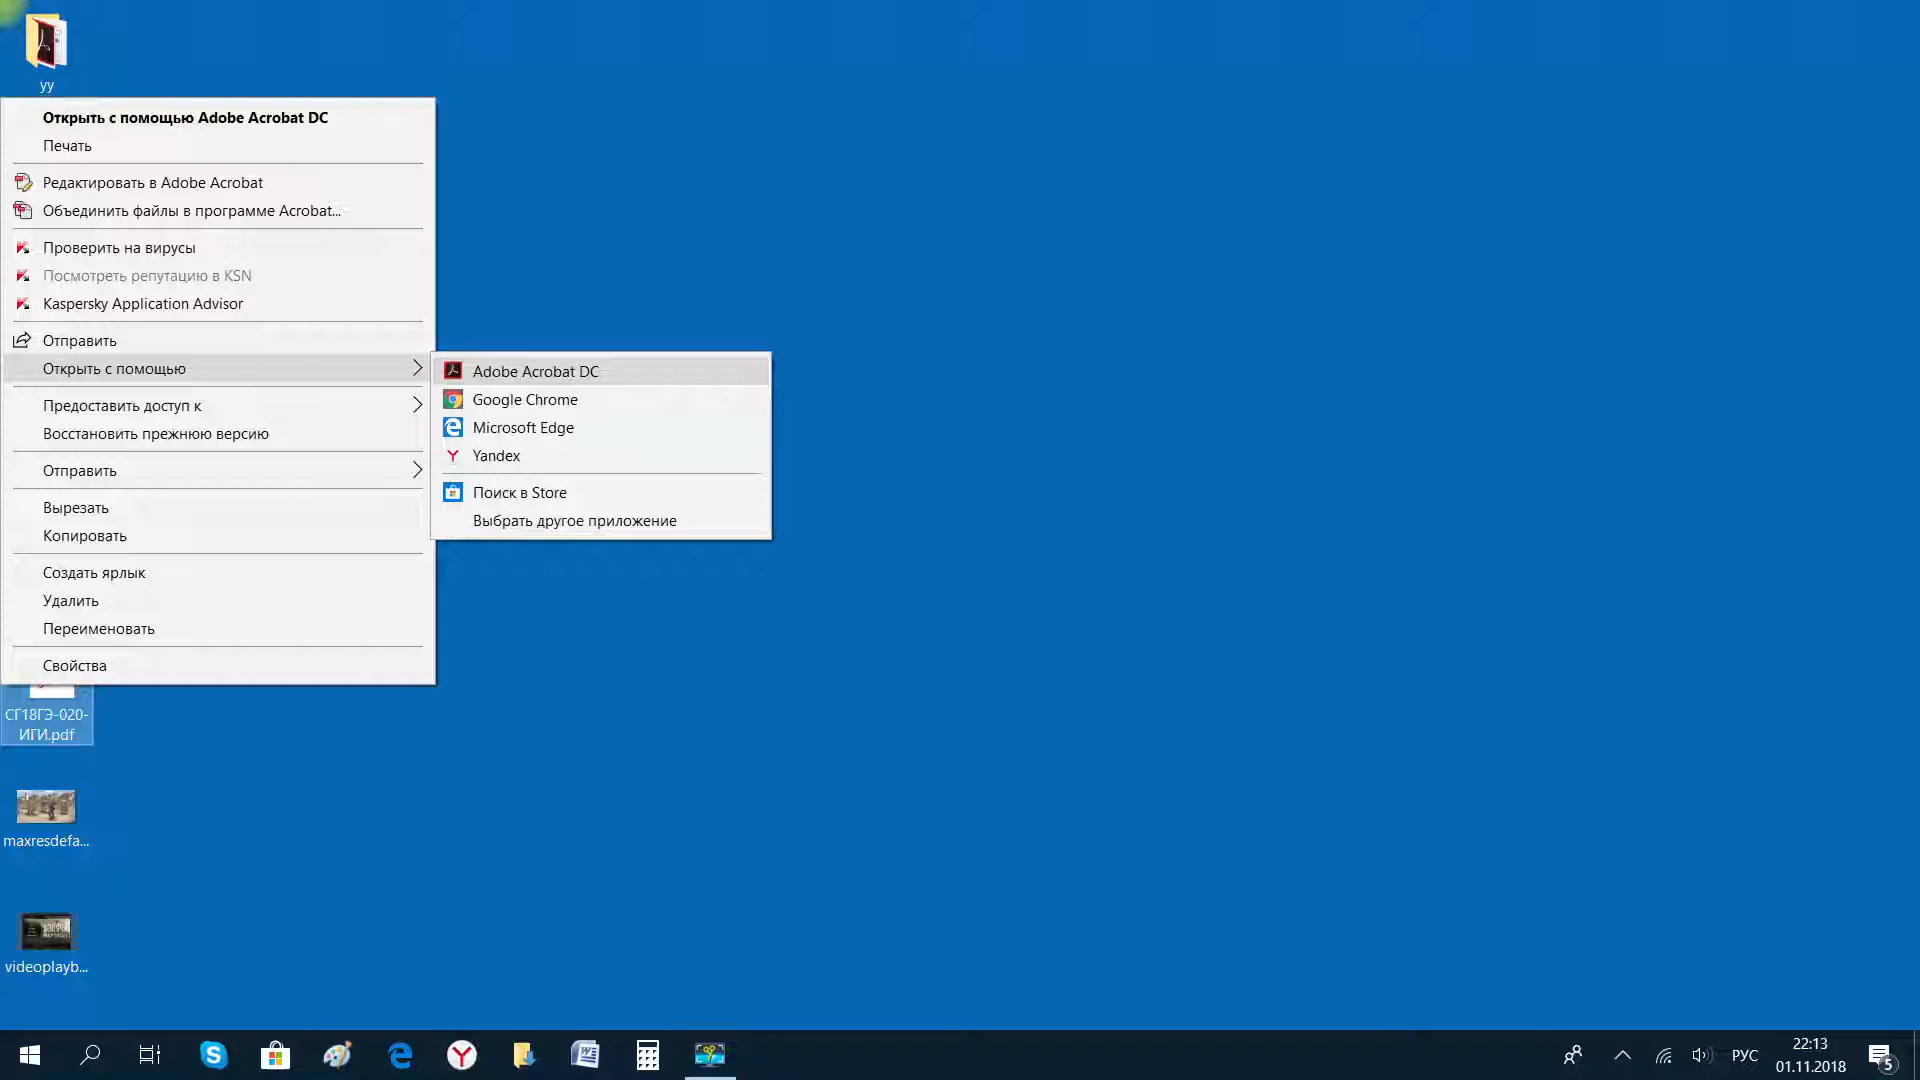 yy
Открыть с помощью Adobe Acrobat DC
Печать
Редактировать в Adobe Acrobat
Объединить файлы в программе Acrobat...
Проверить на вирусы
Посмотреть репутацию в KSN
Kaspersky Application Advisor
Отправить
Открыть с помощью
Предоставить доступ к
Восстановить прежнюю версию
Отправить
Вырезать
Копировать
Создать ярлык
Удалить
Переименовать
Свойства
Adobe Acrobat DC
Google Chrome
Microsoft Edge
Yandex
Поиск в Store
Выбрать другое приложение
СГ18ГЭ-020-
ИГИ.pdf
maxresdefa...
videoplayb...
РУС
22:13
01.11.2018
5